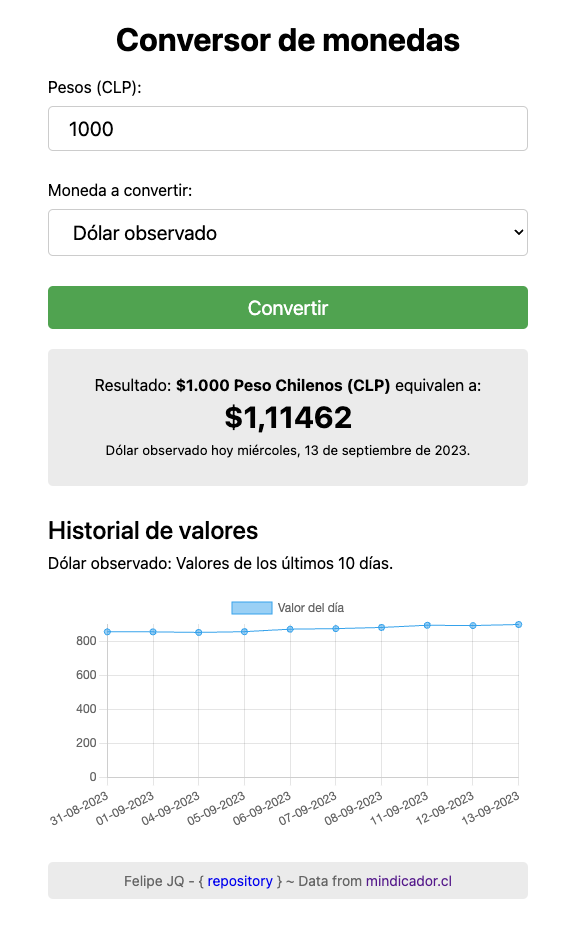 Conversor de monedas
Pesos (CLP):
1000
Moneda a convertir:
Dólar observado
Convertir
Resultado: $1.000 Peso Chilenos (CLP) equivalen a:
$1,11462
Dólar observado hoy miércoles, 13 de septiembre de 2023.
Historial de valores
Dólar observado: Valores de los últimos 10 días.
Valor del día
800
600
400
200
0
31-08-2023
01-09-2023
04-09-2023
05-09-2023
06-09-2023
07-09-2023
08-09-2023
11-09-2023
12-09-2023
13-09-2023
Felipe JQ - { repository } ~ Data from mindicador.cl